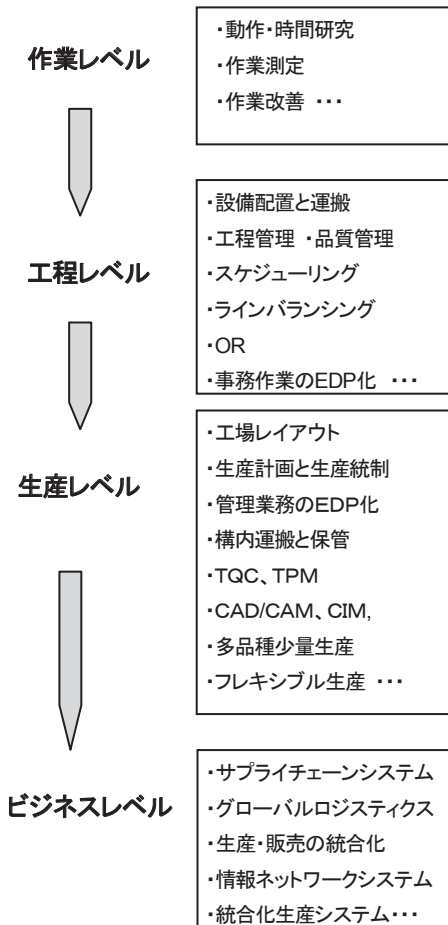 作業レベル
・動作・時間研究
・作業測定
・作業改善 ・・・
工程レベル
・設備配置と運搬
・工程管理 ・品質管理
・スケジューリング
・ラインバランシング
・OR
・事務作業のEDP化 ・・・
生産レベル
・工場レイアウト
・生産計画と生産統制
・管理業務のEDP化
・構内運搬と保管
・TQC、TPM
・CAD/CAM、CIM,
・多品種少量生産
・フレキシブル生産 ・・・
ビジネスレベル
・サプライチェーンシステム
・グローバルロジスティクス
・生産・販売の統合化
・情報ネットワークシステム
・統合化生産システム・・・